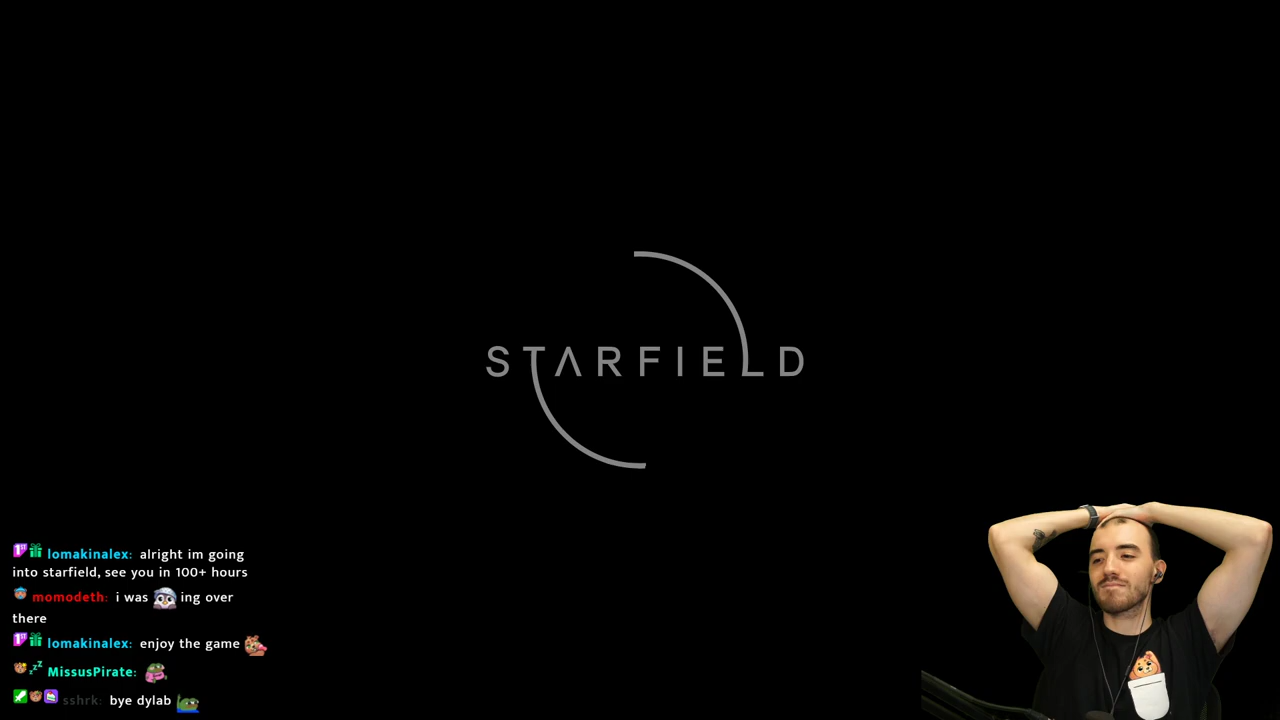 STARFIELD
lomakinalex: alright im going
into starfield, see you in 100+ hours
momodeth: i was ing over
there
lomakinalex: enjoy the game
MissusPirate:
sshrk: bye dylab